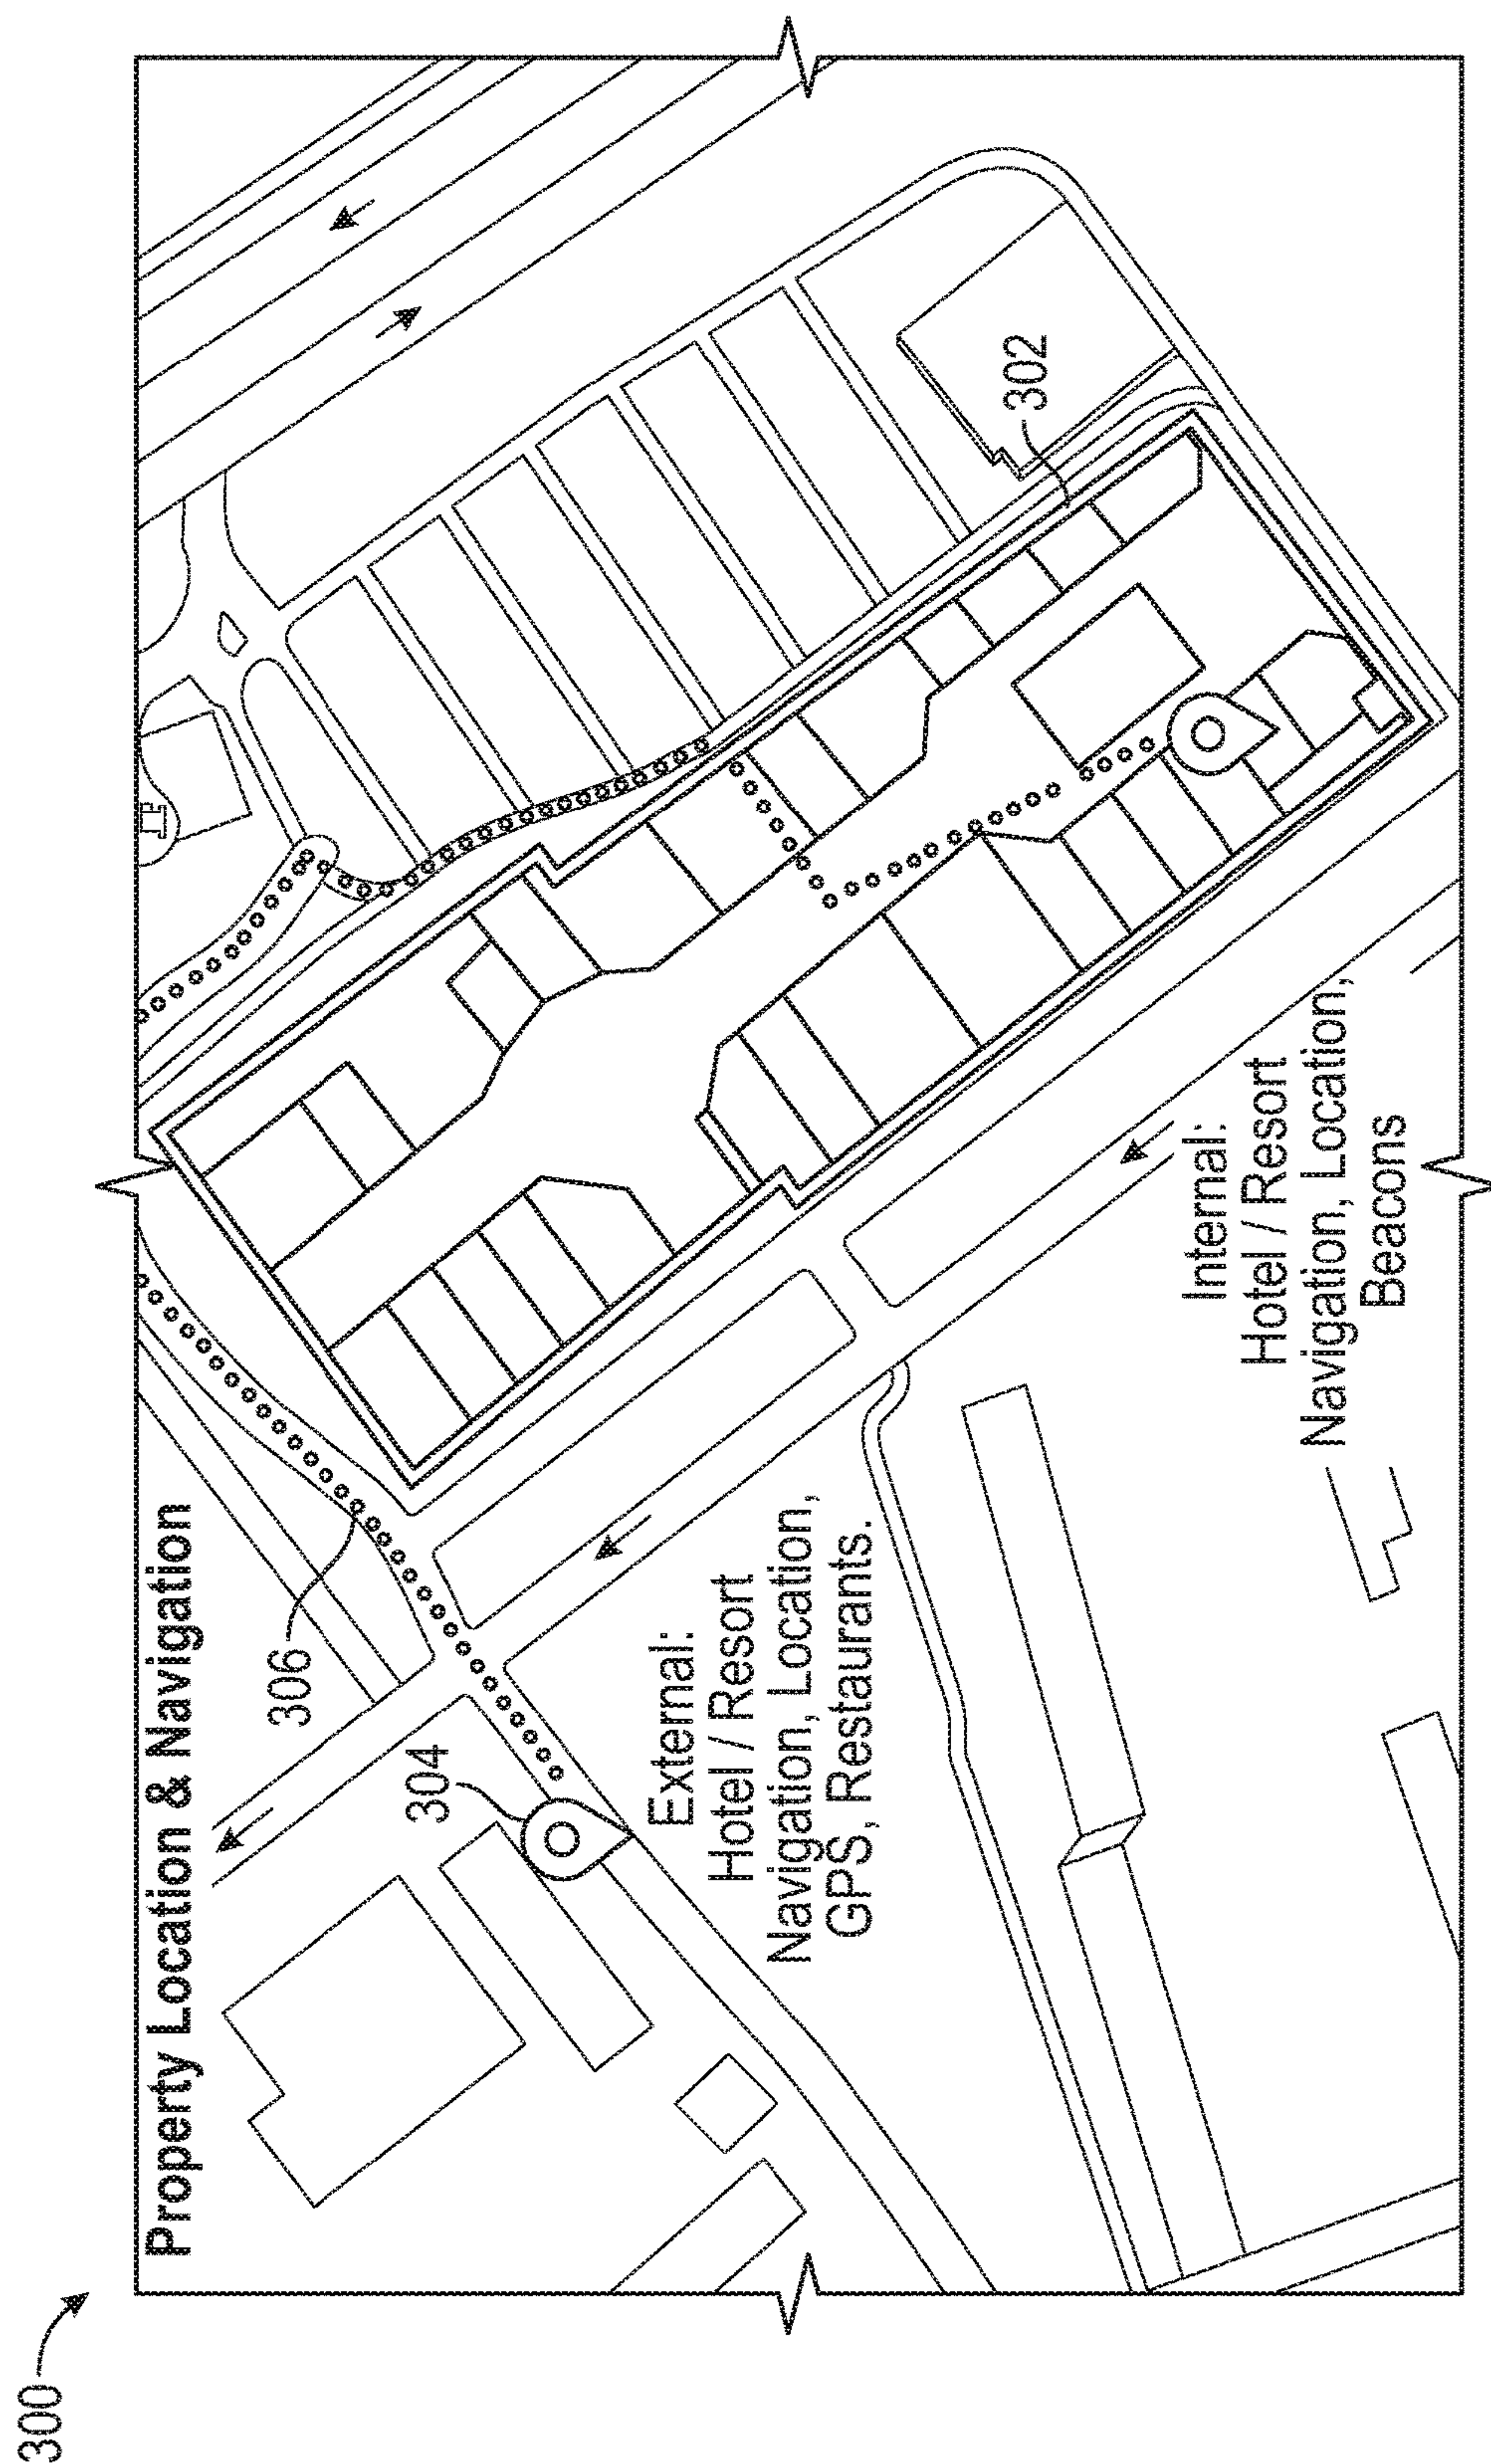 300
Property Location & Navigation
306
304
302
External:
Hotel / Resort
Navigation, Location,
GPS, Restaurants.
Internal:
Hotel / Resort
Navigation, Location,
Beacons